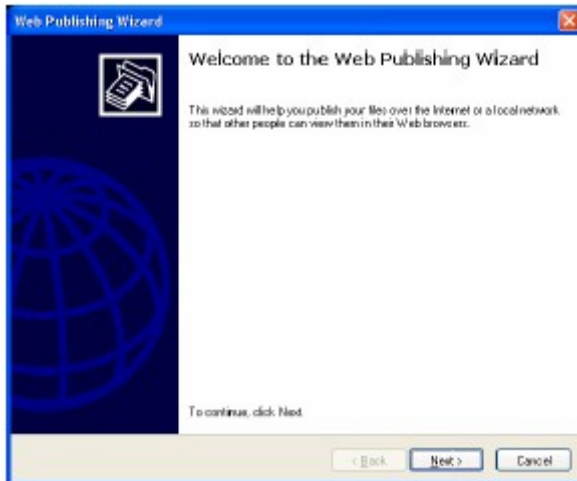 Web Publishing Wizard
Welcome to the Web Publishing Wizard
This wizard will help you publish your files over the Internet or a local network
so that other people can view them in their Web browsers.
To continue, click Next
< Back
Next >
Cancel